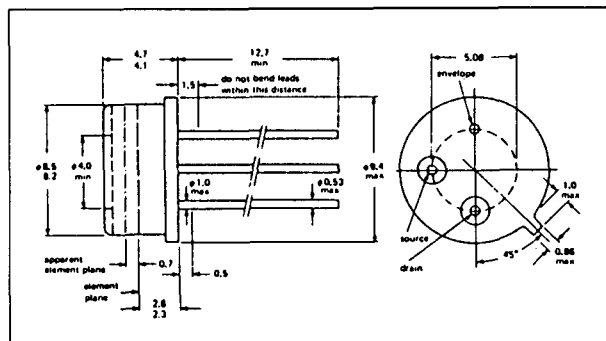 4.7
4.1
12.7
min
1.5
do not bend leads
within this distance
ø8.5
8.2
ø4.0
min
ø1.0
max
ø0.53
max
ø9.4
max
apparent
element plane
0.7
element
plane
0.5
2.6
2.3
5.08
envelope
source
drain
45°
1.0
max
0.86
max